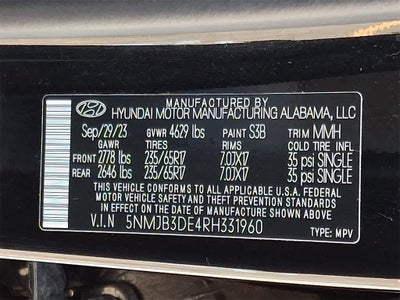 MANUFACTURED BY
HYUNDAI MOTOR MANUFACTURING ALABAMA, LLC
Sep/29/23 GVWR 4629 lbs PAINT S3B TRIM MMH
GAWR TIRES RIMS COLD TIRE INFL
FRONT 2778 lbs 235/65R17 7.0JX17 35 psi SINGLE
REAR 2646 lbs 235/65R17 7.0JX17 35 psi SINGLE
THIS VEHICLE CONFORMS TO ALL APPLICABLE U.S.A. FEDERAL
MOTOR VEHICLE SAFETY AND THEFT PREVENTION STANDARDS
IN EFFECT ON THE DATE OF MANUFACTURE SHOWN ABOVE.
V.I.N 5NMJB3DE4RH331960 TYPE: MPV